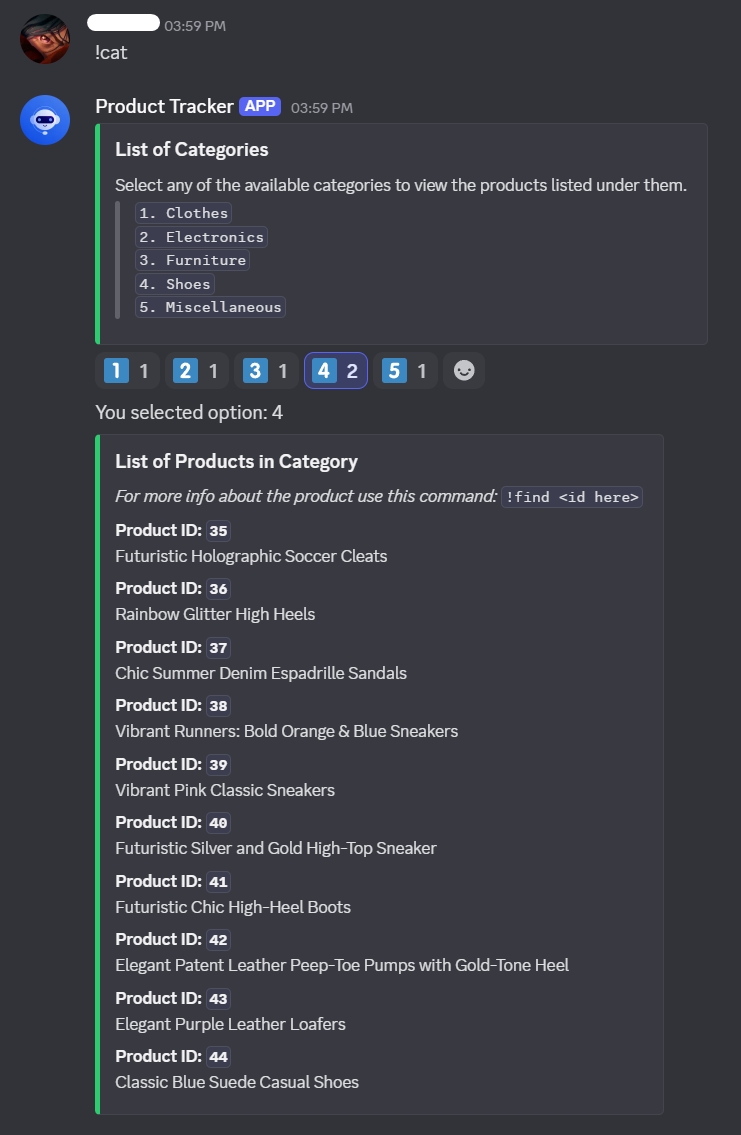 03:59 PM
!cat
Product Tracker APP 03:59 PM
List of Categories
Select any of the available categories to view the products listed under them.
1. Clothes
2. Electronics
3. Furniture
4. Shoes
5. Miscellaneous
1 1 2 1 3 1 4 2 5 1
You selected option: 4
List of Products in Category
For more info about the product use this command: !find <id here>
Product ID: 35
Futuristic Holographic Soccer Cleats
Product ID: 36
Rainbow Glitter High Heels
Product ID: 37
Chic Summer Denim Espadrille Sandals
Product ID: 38
Vibrant Runners: Bold Orange & Blue Sneakers
Product ID: 39
Vibrant Pink Classic Sneakers
Product ID: 40
Futuristic Silver and Gold High-Top Sneaker
Product ID: 41
Futuristic Chic High-Heel Boots
Product ID: 42
Elegant Patent Leather Peep-Toe Pumps with Gold-Tone Heel
Product ID: 43
Elegant Purple Leather Loafers
Product ID: 44
Classic Blue Suede Casual Shoes